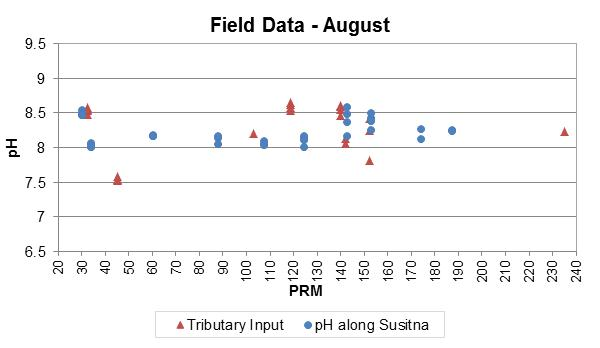 Field Data - August
9.5
9
8.5
8
7.5
7
6.5
pH
20 30 40 50 60 70 80 90 100 110 120 130 140 150 160 170 180 190 200 210 220 230 240
PRM
Tributary Input pH along Susitna